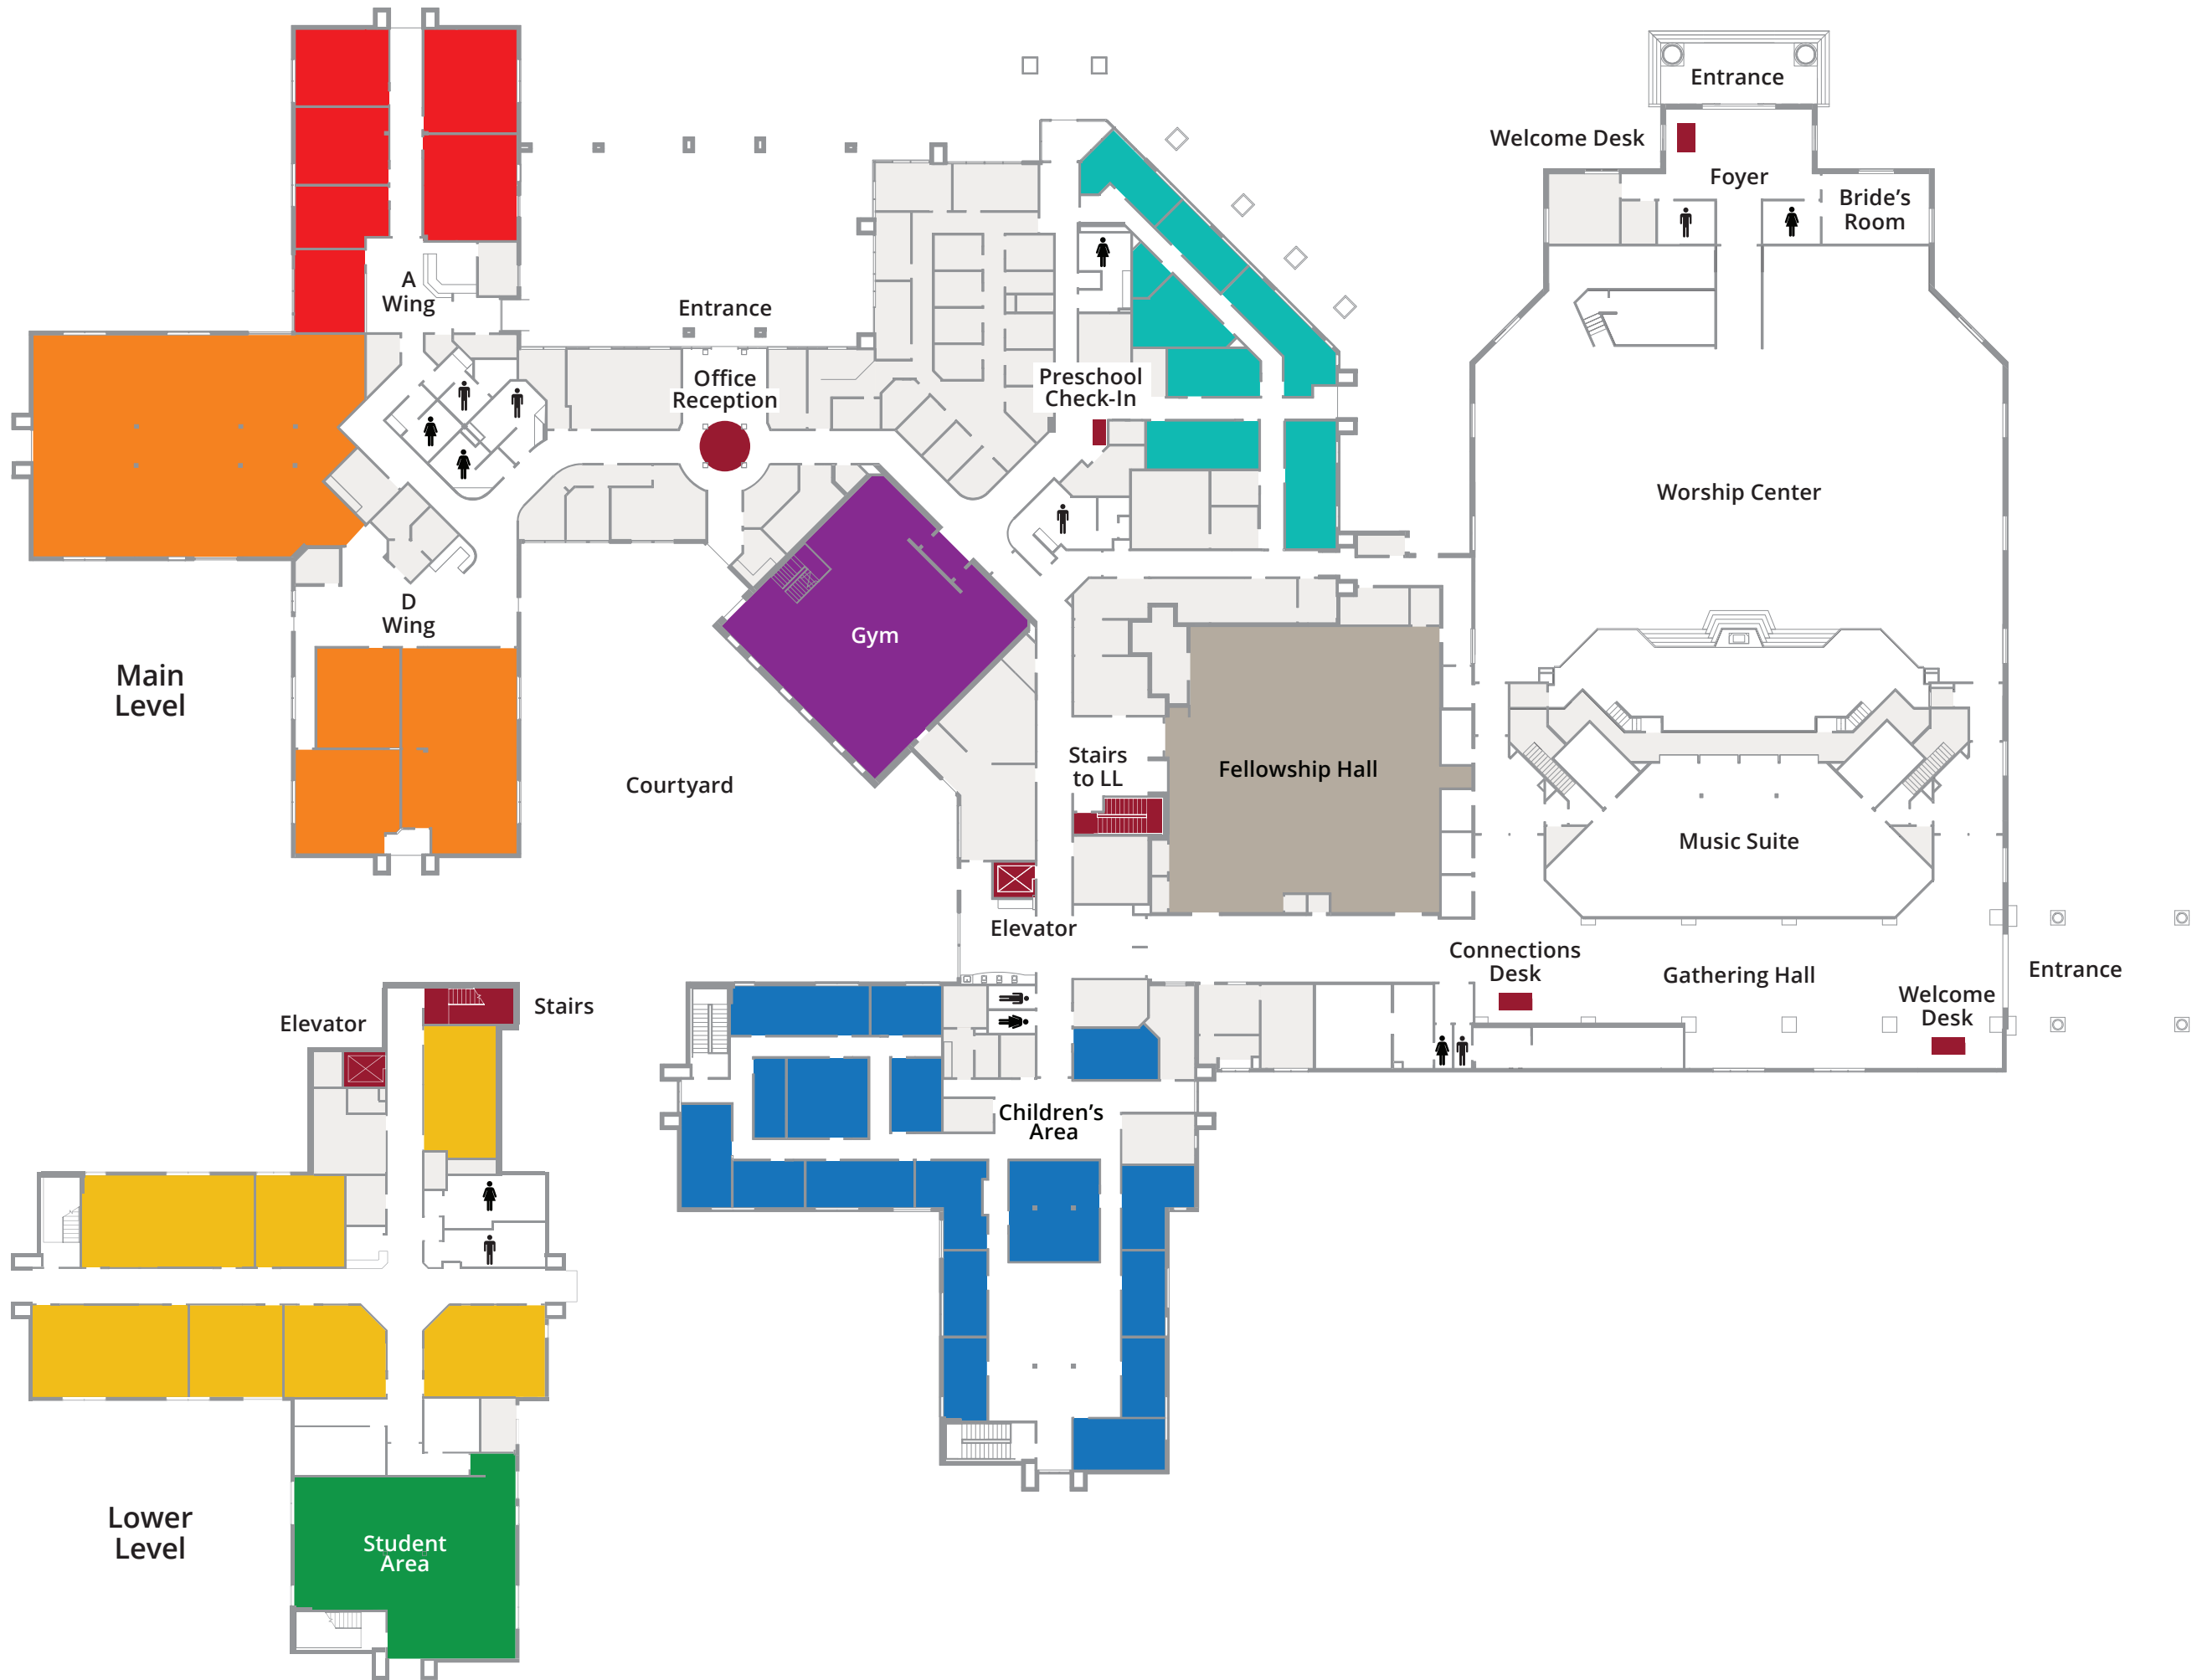 Entrance
Welcome Desk
Foyer
Bride's
Room
A
Wing
Entrance
Office
Reception
Preschool
Check-In
Worship Center
D
Wing
Gym
Main
Level
Stairs
to LL
Fellowship Hall
Courtyard
Music Suite
Elevator
Connections
Desk
Gathering Hall
Entrance
Welcome
Desk
Elevator
Stairs
Children's
Area
Lower
Level
Student
Area